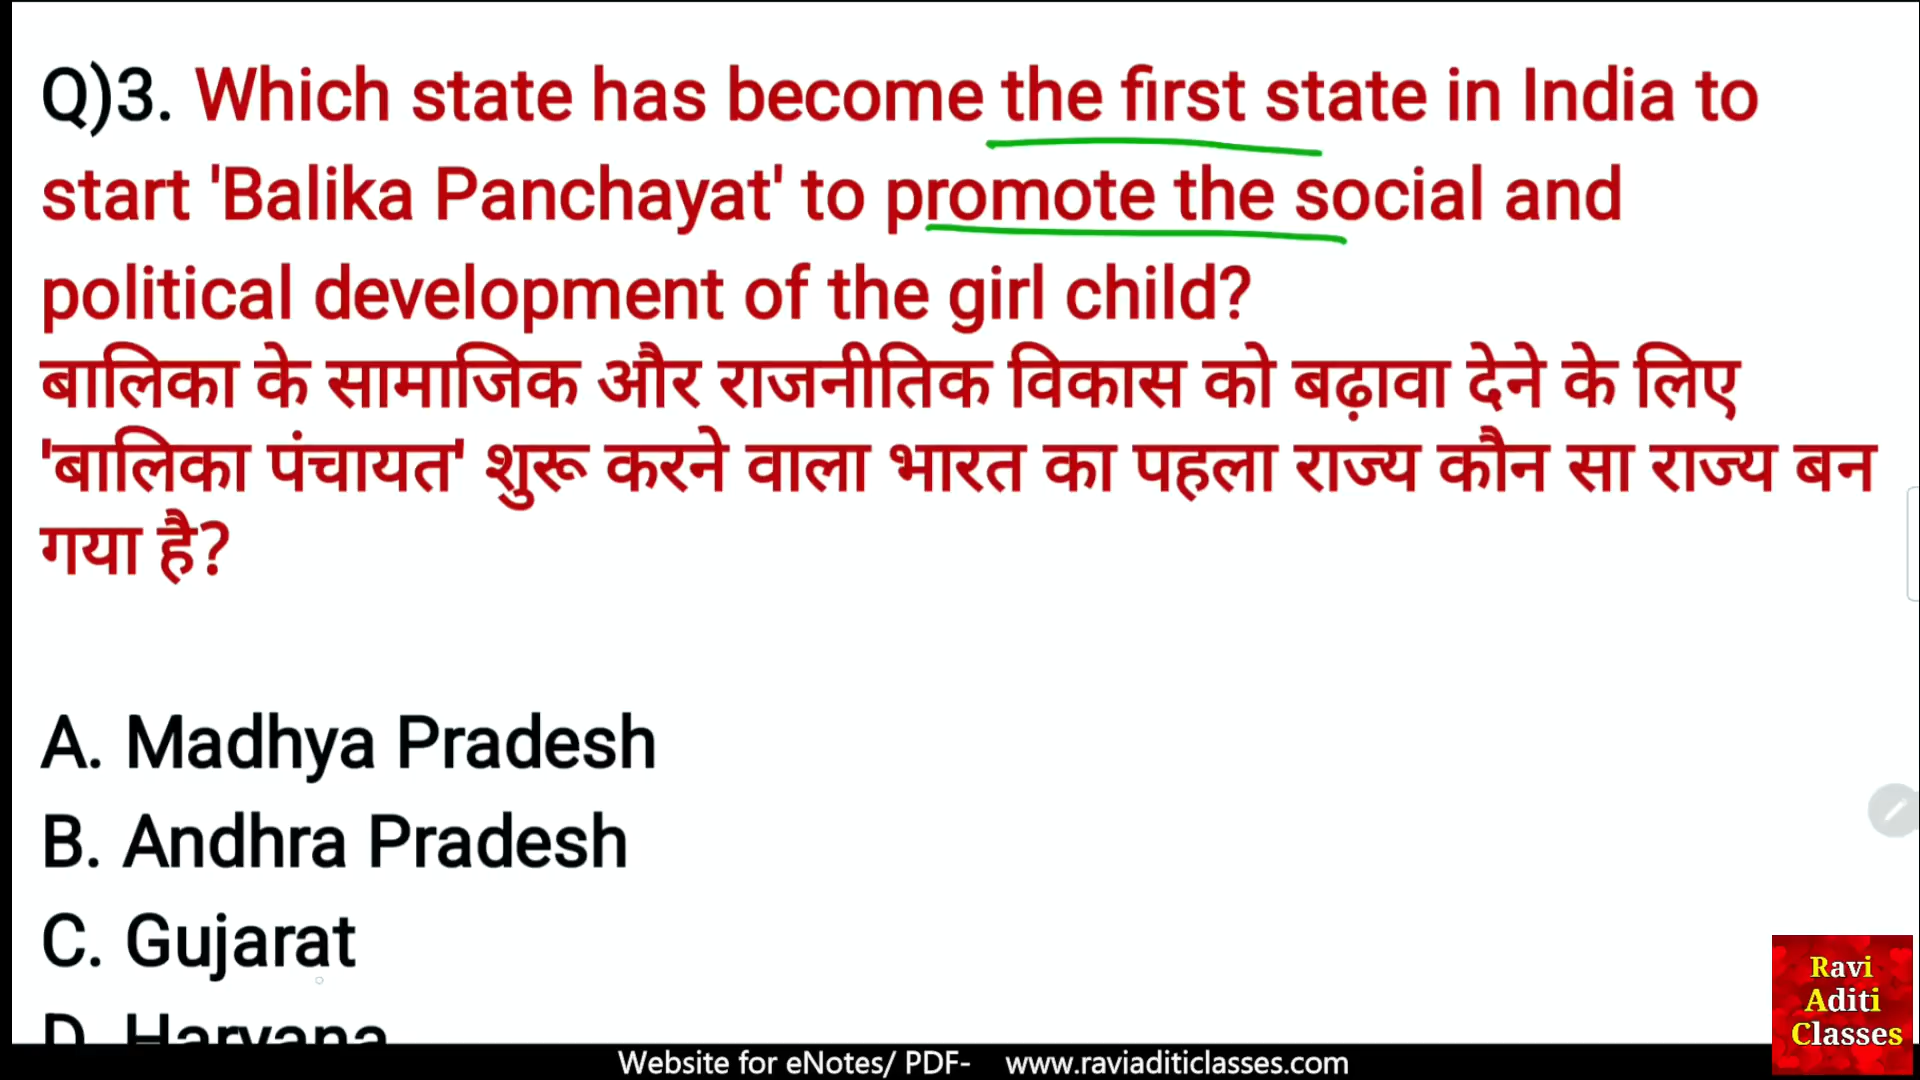 Q)3. Which state has become the first state in India to
start 'Balika Panchayat' to promote the social and
political development of the girl child?
बालिका के सामाजिक और राजनीतिक विकास को बढ़ावा देने के लिए
'बालिका पंचायत' शुरू करने वाला भारत का पहला राज्य कौन सा राज्य बन
गया है?
A. Madhya Pradesh
B. Andhra Pradesh
C. Gujarat
D. Haryana
Ravi
Aditi
Classes
Website for eNotes/ PDF- www.raviaditiclasses.com